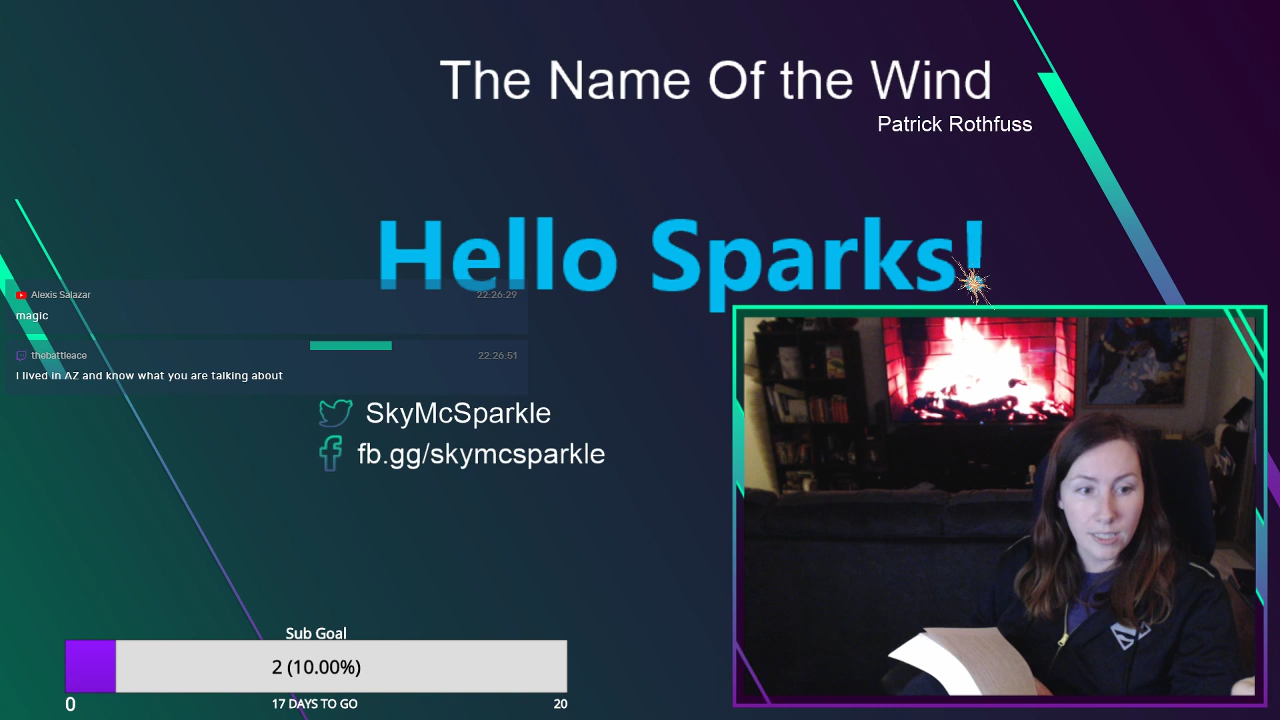 The Name Of the Wind
Patrick Rothfuss
Hello Sparks!
Alexis Salazar 22:26:29
magic
thebattleace 22:26:51
I lived in AZ and know what you are talking about
SkyMcSparkle
fb.gg/skymcsparkle
Sub Goal
2 (10.00%)
0 17 DAYS TO GO 20